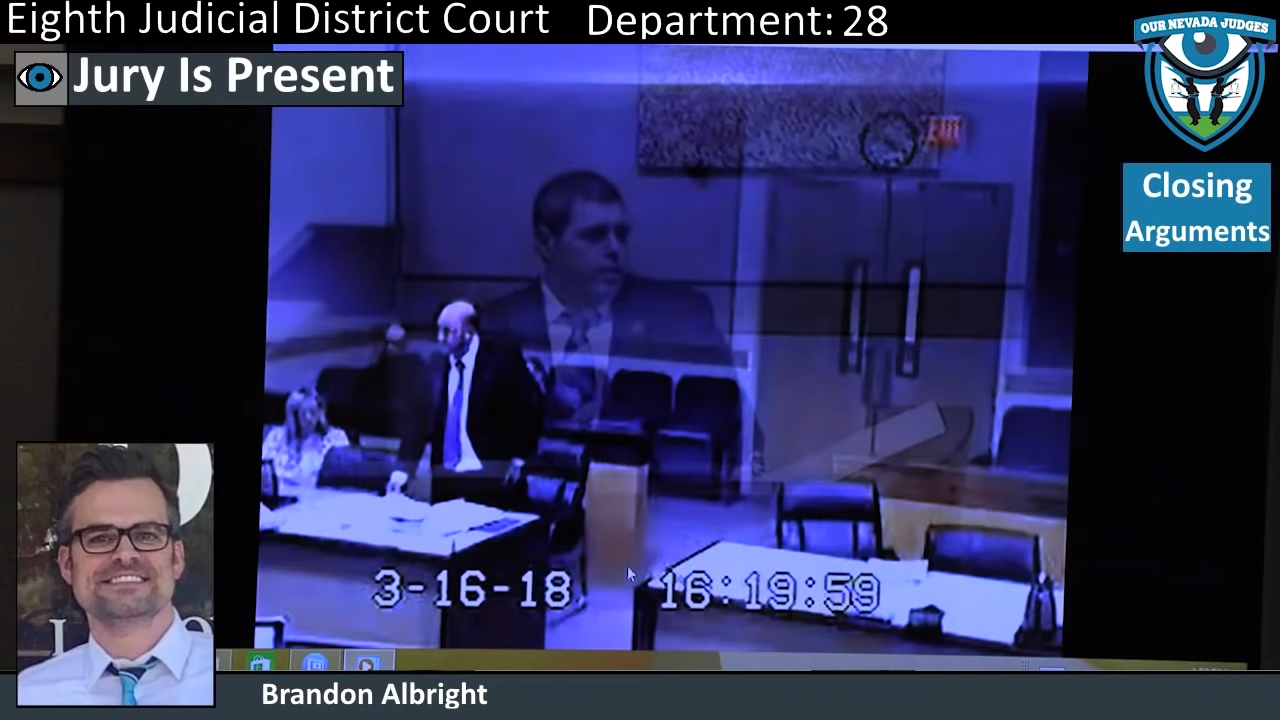 Eighth Judicial District Court Department: 28
OUR NEVADA JUDGES
Jury Is Present
Closing
Arguments
3-16-18 16:19:59
Brandon Albright